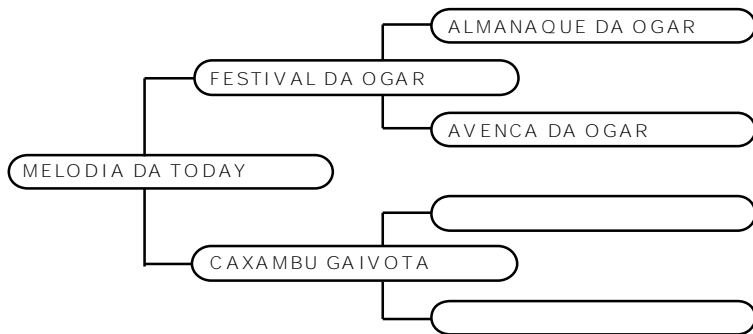 ALMANAQUE DA OGAR
FESTIVAL DA OGAR
AVENCA DA OGAR
MELODIA DA TODAY
CAXAMBU GAIVOTA